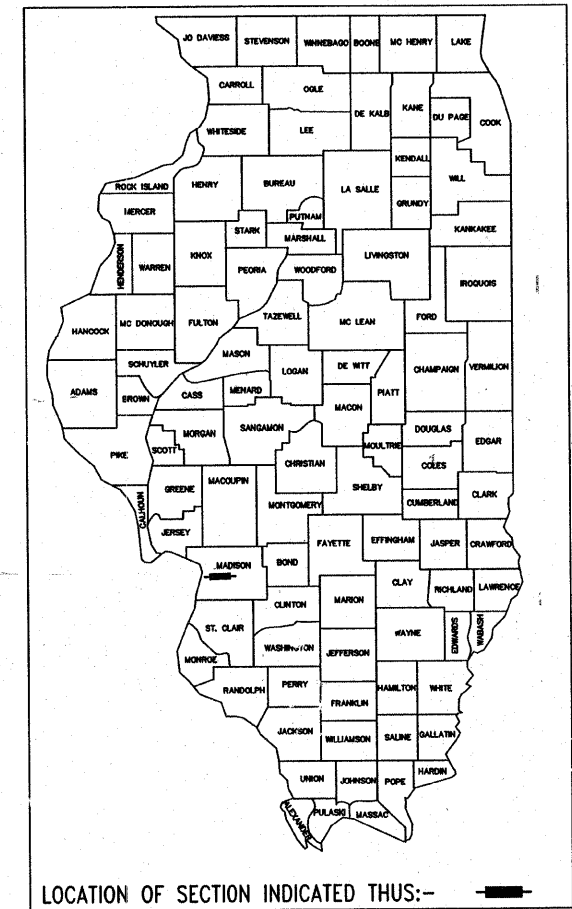 JO DAVIESS STEVENSON WINNEBAGO BOONE MC HENRY LAKE
CARROLL OGLE
DE KALB KANE DU PAGE COOK
WHITESIDE LEE
KENDALL
WILL
ROCK ISLAND HENRY BUREAU LA SALLE
GRUNDY
MERCER PUTNAM
STARK MARSHALL KANKAKEE
HENDERSON WARREN KNOX PEORIA WOODFORD LIVINGSTON
IROQUOIS
HANCOCK MC DONOUGH FULTON TAZEWELL MC LEAN FORD
MASON
SCHUYLER LOGAN DE WITT CHAMPAIGN VERMILION
ADAMS BROWN CASS MENARD PIATT
MACON
MORGAN SANGAMON DOUGLAS
PIKE SCOTT MOULTRIE EDGAR
CHRISTIAN COLES
GREENE MACOUPIN SHELBY CLARK
CALHOUN MONTGOMERY CUMBERLAND
JERSEY FAYETTE EFFINGHAM JASPER CRAWFORD
MADISON BOND
CLAY RICHLAND LAWRENCE
CLINTON MARION
ST. CLAIR WAYNE EDWARDS WABASH
WASHINGTON JEFFERSON
MONROE
RANDOLPH PERRY HAMILTON WHITE
FRANKLIN
JACKSON WILLIAMSON SALINE GALLATIN
UNION JOHNSON POPE HARDIN
ALEXANDER PULASKI MASSAC
LOCATION OF SECTION INDICATED THUS:-